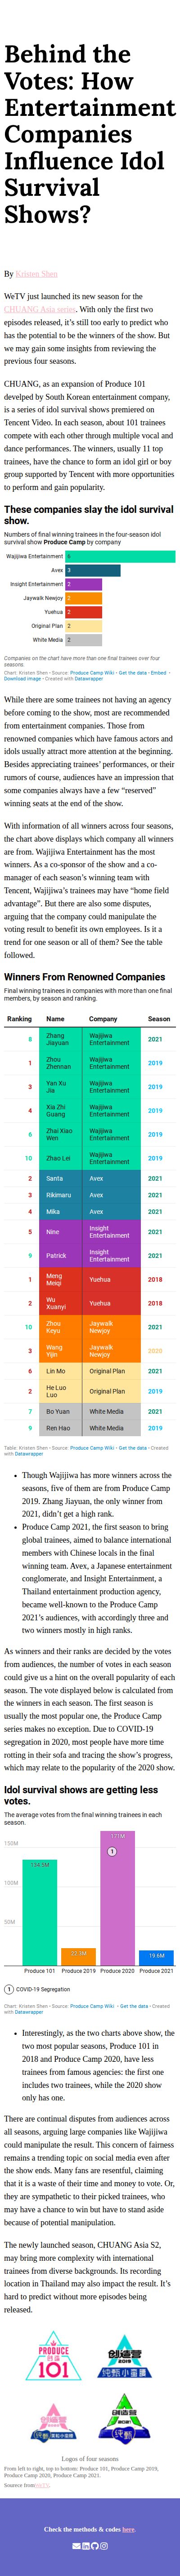 Behind the
Votes: How
Entertainment
Companies
Influence Idol
Survival
Shows?
By Kristen Shen
WeTV just launched its new season for the
CHUANG Asia series. With only the first two
episodes released, it’s still too early to predict who
has the potential to be the winners of the show. But
we may gain some insights from reviewing the
previous four seasons.
CHUANG, as an expansion of Produce 101
develped by South Korean entertainment company,
is a series of idol survival shows premiered on
Tencent Video. In each season, about 101 trainees
compete with each other through multiple vocal and
dance performances. The winners, usually 11 top
trainees, have the chance to form an idol girl or boy
group supported by Tencent with more opportunities
to perform and gain popularity.
These companies slay the idol survival
show.
Numbers of final winning trainees in the four-season idol
survival show Produce Camp by company
Wajijiwa Entertainment 6
Avex 3
Insight Entertainment 2
Jaywalk Newjoy 2
Yuehua 2
Original Plan 2
White Media 2
Companies on the chart have more than one final trainees over four
seasons.
Chart: Kristen Shen • Source: Produce Camp Wiki • Get the data • Embed •
Download image • Created with Datawrapper
While there are some trainees not having an agency
before coming to the show, most are recommended
from entertainment companies. Those from
renowned companies which have famous actors and
idols usually attract more attention at the beginning.
Besides appreciating trainees’ performances, or their
rumors of course, audiences have an impression that
some companies always have a few “reserved”
winning seats at the end of the show.
With information of all winners across four seasons,
the chart above displays which company all winners
are from. Wajijiwa Entertainment has the most
winners. As a co-sponsor of the show and a co-
manager of each season’s winning team with
Tencent, Wajijiwa’s trainees may have “home field
advantage”. But there are also some disputes,
arguing that the company could manipulate the
voting result to benefit its own employees. Is it a
trend for one season or all of them? See the table
followed.
Winners From Renowned Companies
Final winning trainees in companies with more than one final
members, by season and ranking.
Ranking Name Company Season
8 Zhang Jiayuan Wajijiwa Entertainment 2021
1 Zhou Zhennan Wajijiwa Entertainment 2019
3 Yan Xu Jia Wajijiwa Entertainment 2019
4 Xia Zhi Guang Wajijiwa Entertainment 2019
6 Zhai Xiao Wen Wajijiwa Entertainment 2019
10 Zhao Lei Wajijiwa Entertainment 2019
2 Santa Avex 2021
3 Rikimaru Avex 2021
4 Mika Avex 2021
5 Nine Insight Entertainment 2021
9 Patrick Insight Entertainment 2021
1 Meng Meiqi Yuehua 2018
2 Wu Xuanyi Yuehua 2018
10 Zhou Keyu Jaywalk Newjoy 2021
3 Wang Yijin Jaywalk Newjoy 2020
6 Lin Mo Original Plan 2021
2 He Luo Luo Original Plan 2019
7 Bo Yuan White Media 2021
9 Ren Hao White Media 2019
Table: Kristen Shen • Source: Produce Camp Wiki • Get the data • Created
with Datawrapper
• Though Wajijiwa has more winners across the
seasons, five of them are from Produce Camp
2019. Zhang Jiayuan, the only winner from
2021, didn’t get a high rank.
• Produce Camp 2021, the first season to bring
global trainees, aimed to balance international
members with Chinese locals in the final
winning team. Avex, a Japanese entertainment
conglomerate, and Insight Entertainment, a
Thailand entertainment production agency,
became well-known to the Produce Camp
2021’s audiences, with accordingly three and
two winners mostly in high ranks.
As winners and their ranks are decided by the votes
from audiences, the number of votes in each season
could give us a hint on the overall popularity of each
season. The vote displayed below is calculated from
the winners in each season. The first season is
usually the most popular one, the Produce Camp
series makes no exception. Due to COVID-19
segregation in 2020, most people have more time
rotting in their sofa and tracing the show’s progress,
which may relate to the popularity of the 2020 show.
Idol survival shows are getting less
votes.
The average votes from the final winning trainees in each
season.
150M
100M
50M
134.5M
22.3M
171M
19.6M
1
Produce 101 Produce 2019 Produce 2020 Produce 2021
1 COVID-19 Segregation
Chart: Kristen Shen • Source: Produce Camp Wiki • Get the data • Created
with Datawrapper
• Interestingly, as the two charts above show, the
two most popular seasons, Produce 101 in
2018 and Produce Camp 2020, have less
trainees from famous agencies: the first one
includes two trainees, while the 2020 show
only has one.
There are continual disputes from audiences across
all seasons, arguing large companies like Wajijiwa
could manipulate the result. This concern of fairness
remains a trending topic on social media even after
the show ends. Many fans are resentful, claiming
that it is a waste of their time and money to vote. Or,
they are sympathetic to their picked trainees, who
may have a chance to win but have to stand aside
because of potential manipulation.
The newly launched season, CHUANG Asia S2,
may bring more complexity with international
trainees from diverse backgrounds. Its recording
location in Thailand may also impact the result. It’s
hard to predict without more episodes being
released.
PRODUCE
101
创造营
Logos of four seasons
From left to right, top to bottom: Produce 101, Produce Camp 2019,
Produce Camp 2020, Produce Camp 2021.
Source from WeTV
Check the methods & codes here.